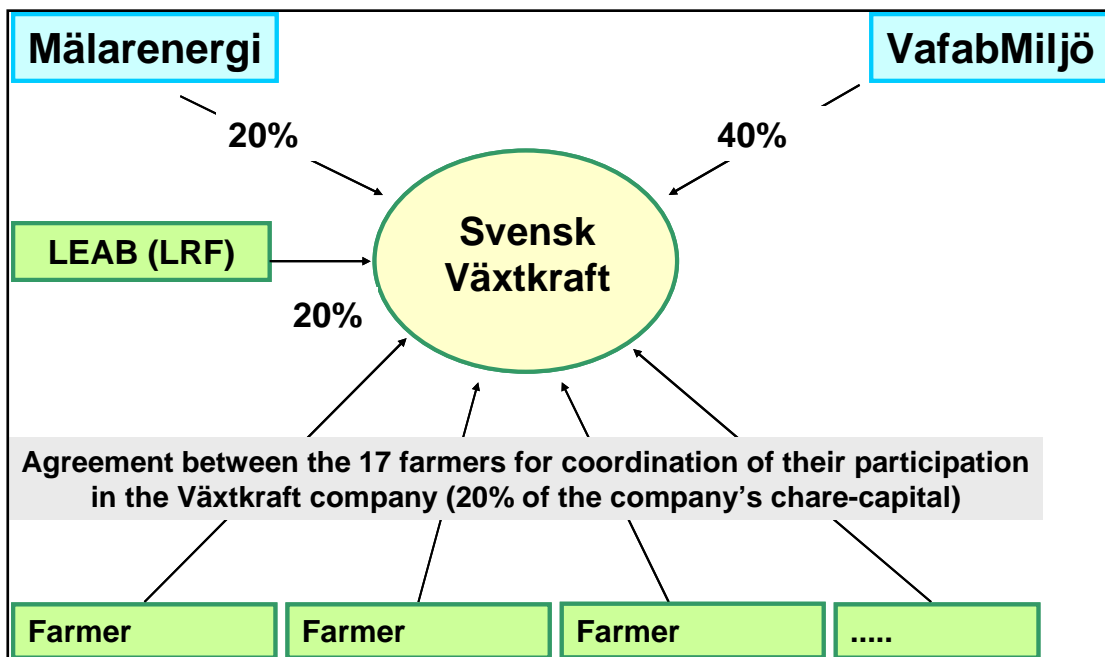 Mälarenergi
VafabMiljö
20%
40%
Svensk
Växtkraft
LEAB (LRF)
20%
Agreement between the 17 farmers for coordination of their participation
in the Växtkraft company (20% of the company’s chare-capital)
Farmer
Farmer
Farmer
.....